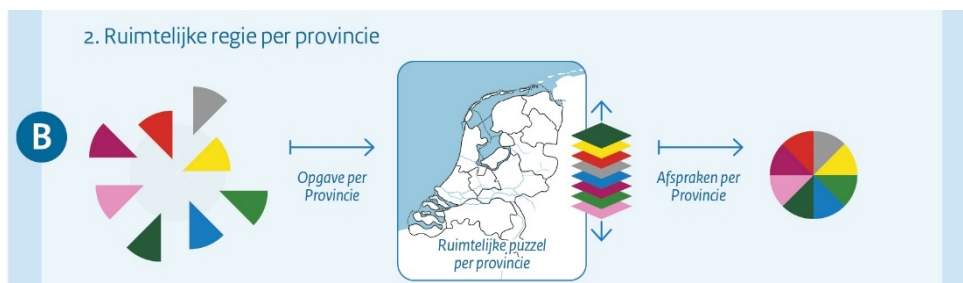 2. Ruimtelijke regie per provincie
B
Opgave per
Provincie
Ruimtelijke puzzel
per provincie
Afspraken per
Provincie